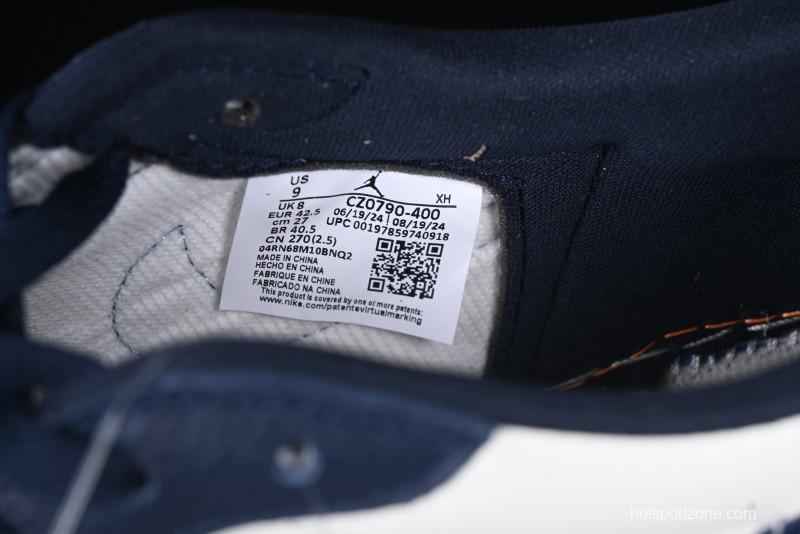 US
9
XH
UK 8
CZ0790-400
EUR 42.5
06/19/24 | 08/19/24
cm 27
UPC 00197859740918
BR 40.5
CN 270(2.5)
04RN68M10BNQ2
MADE IN CHINA
HECHO EN CHINA
FABRIQUE EN CHINE
FABRICADO NA CHINA
This product is covered by one or more patents:
www.nike.com/patentevirtualmarking
hotsportzone.com